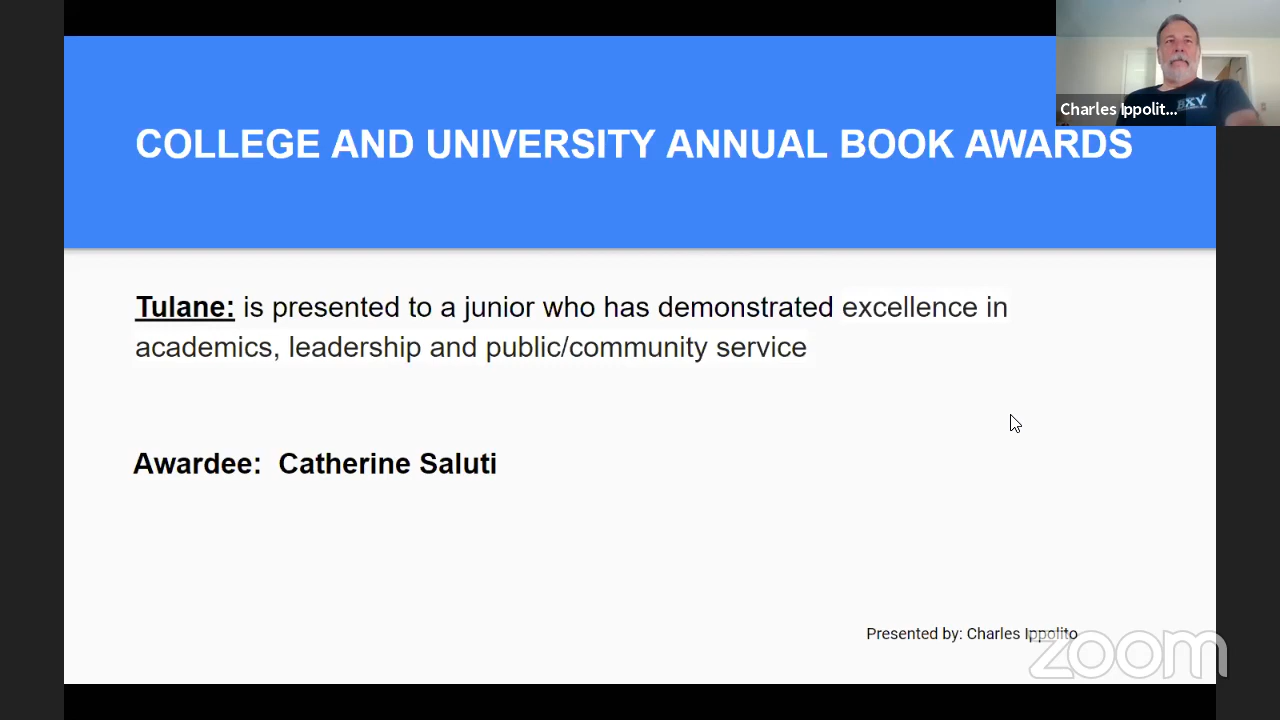 Charles Ippolit...
COLLEGE AND UNIVERSITY ANNUAL BOOK AWARDS
Tulane: is presented to a junior who has demonstrated excellence in
academics, leadership and public/community service
Awardee: Catherine Saluti
Presented by: Charles Ippolito
zoom